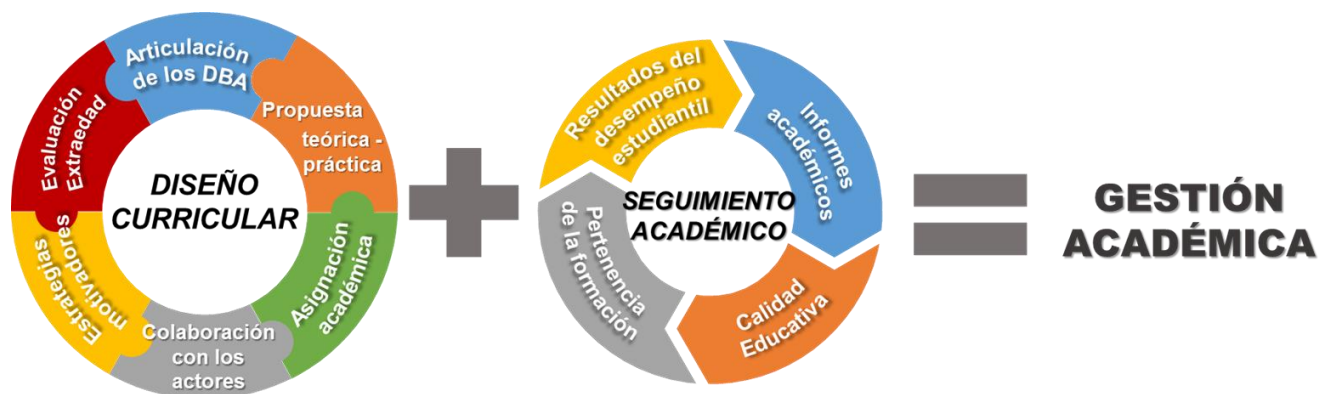 Articulación
de los DBA
Propuesta
teórica -
práctica
Asignación
académica
Colaboración
con los
actores
Estrategias
motivadores
Evaluación
Extraedad
DISEÑO
CURRICULAR
Resultados del
desempeño
estudiantil
Informes
académicos
Calidad
Educativa
Pertenencia
de la formación
SEGUIMIENTO
ACADÉMICO
GESTIÓN
ACADÉMICA